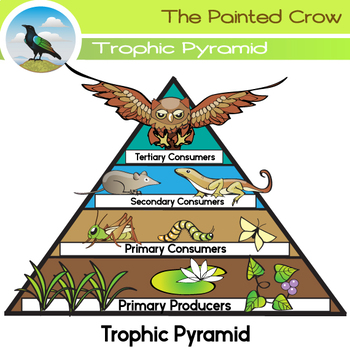 The Painted Crow
Trophic Pyramid
Tertiary Consumers
Secondary Consumers
Primary Consumers
Primary Producers
Trophic Pyramid